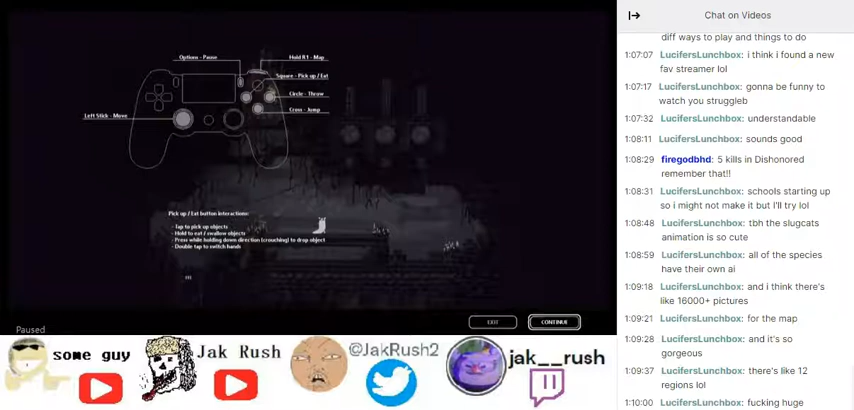 Options - Pause
Hold R1 - Map
Square - Pick up / Eat
Circle - Throw
Cross - Jump
Left Stick - Move
Pick up / Eat button interactions:
- Tap to pick up objects
- Hold to eat / swallow objects
- Press while holding down direction (crouching) to drop object
- Double tap to switch hands
EXIT
CONTINUE
Paused
some guy
Jak Rush
@JakRush2
jak__rush
Chat on Videos
diff ways to play and things to do
1:07:07 LucifersLunchbox: i think i found a new
fav streamer lol
1:07:17 LucifersLunchbox: gonna be funny to
watch you struggleb
1:07:32 LucifersLunchbox: understandable
1:08:11 LucifersLunchbox: sounds good
1:08:29 firegodbhd: 5 kills in Dishonored
remember that!!
1:08:31 LucifersLunchbox: schools starting up
so i might not make it but I'll try lol
1:08:48 LucifersLunchbox: tbh the slugcats
animation is so cute
1:08:59 LucifersLunchbox: all of the species
have their own ai
1:09:18 LucifersLunchbox: and i think there's
like 16000+ pictures
1:09:21 LucifersLunchbox: for the map
1:09:28 LucifersLunchbox: and it's so
gorgeous
1:09:37 LucifersLunchbox: there's like 12
regions lol
1:10:00 LucifersLunchbox: fucking huge